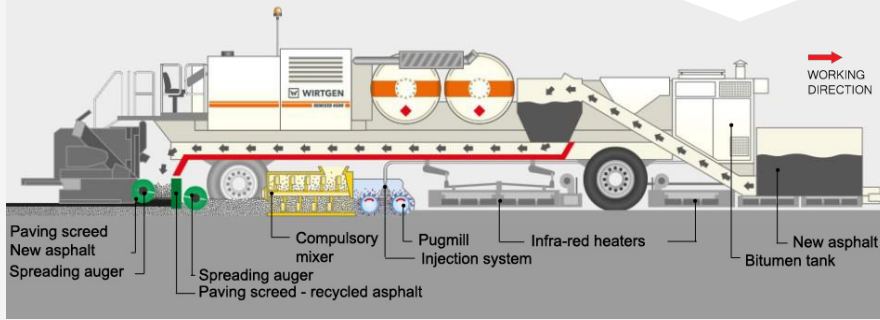 WORKING
DIRECTION
WIRTGEN
Paving screed
New asphalt
Spreading auger
Spreading auger
Paving screed - recycled asphalt
Compulsory
mixer
Pugmill
Injection system
Infra-red heaters
New asphalt
Bitumen tank